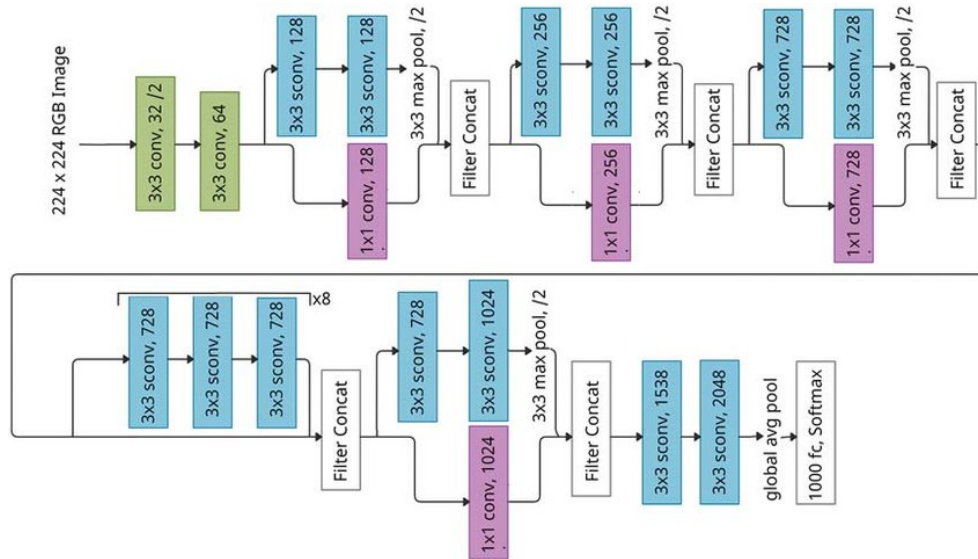 224 x 224 RGB Image
3x3 conv, 32 /2
3x3 conv, 64
3x3 sconv, 128
3x3 sconv, 128
3x3 max pool, /2
1x1 conv, 128
Filter Concat
3x3 sconv, 256
3x3 sconv, 256
3x3 max pool, /2
1x1 conv, 256
Filter Concat
3x3 sconv, 728
3x3 sconv, 728
3x3 max pool, /2
1x1 conv, 728
Filter Concat
3x3 sconv, 728
3x3 sconv, 728
3x3 sconv, 728
x8
Filter Concat
3x3 sconv, 728
3x3 sconv, 1024
3x3 max pool, /2
1x1 conv, 1024
Filter Concat
3x3 sconv, 1538
3x3 sconv, 2048
global avg pool
1000 fc, Softmax